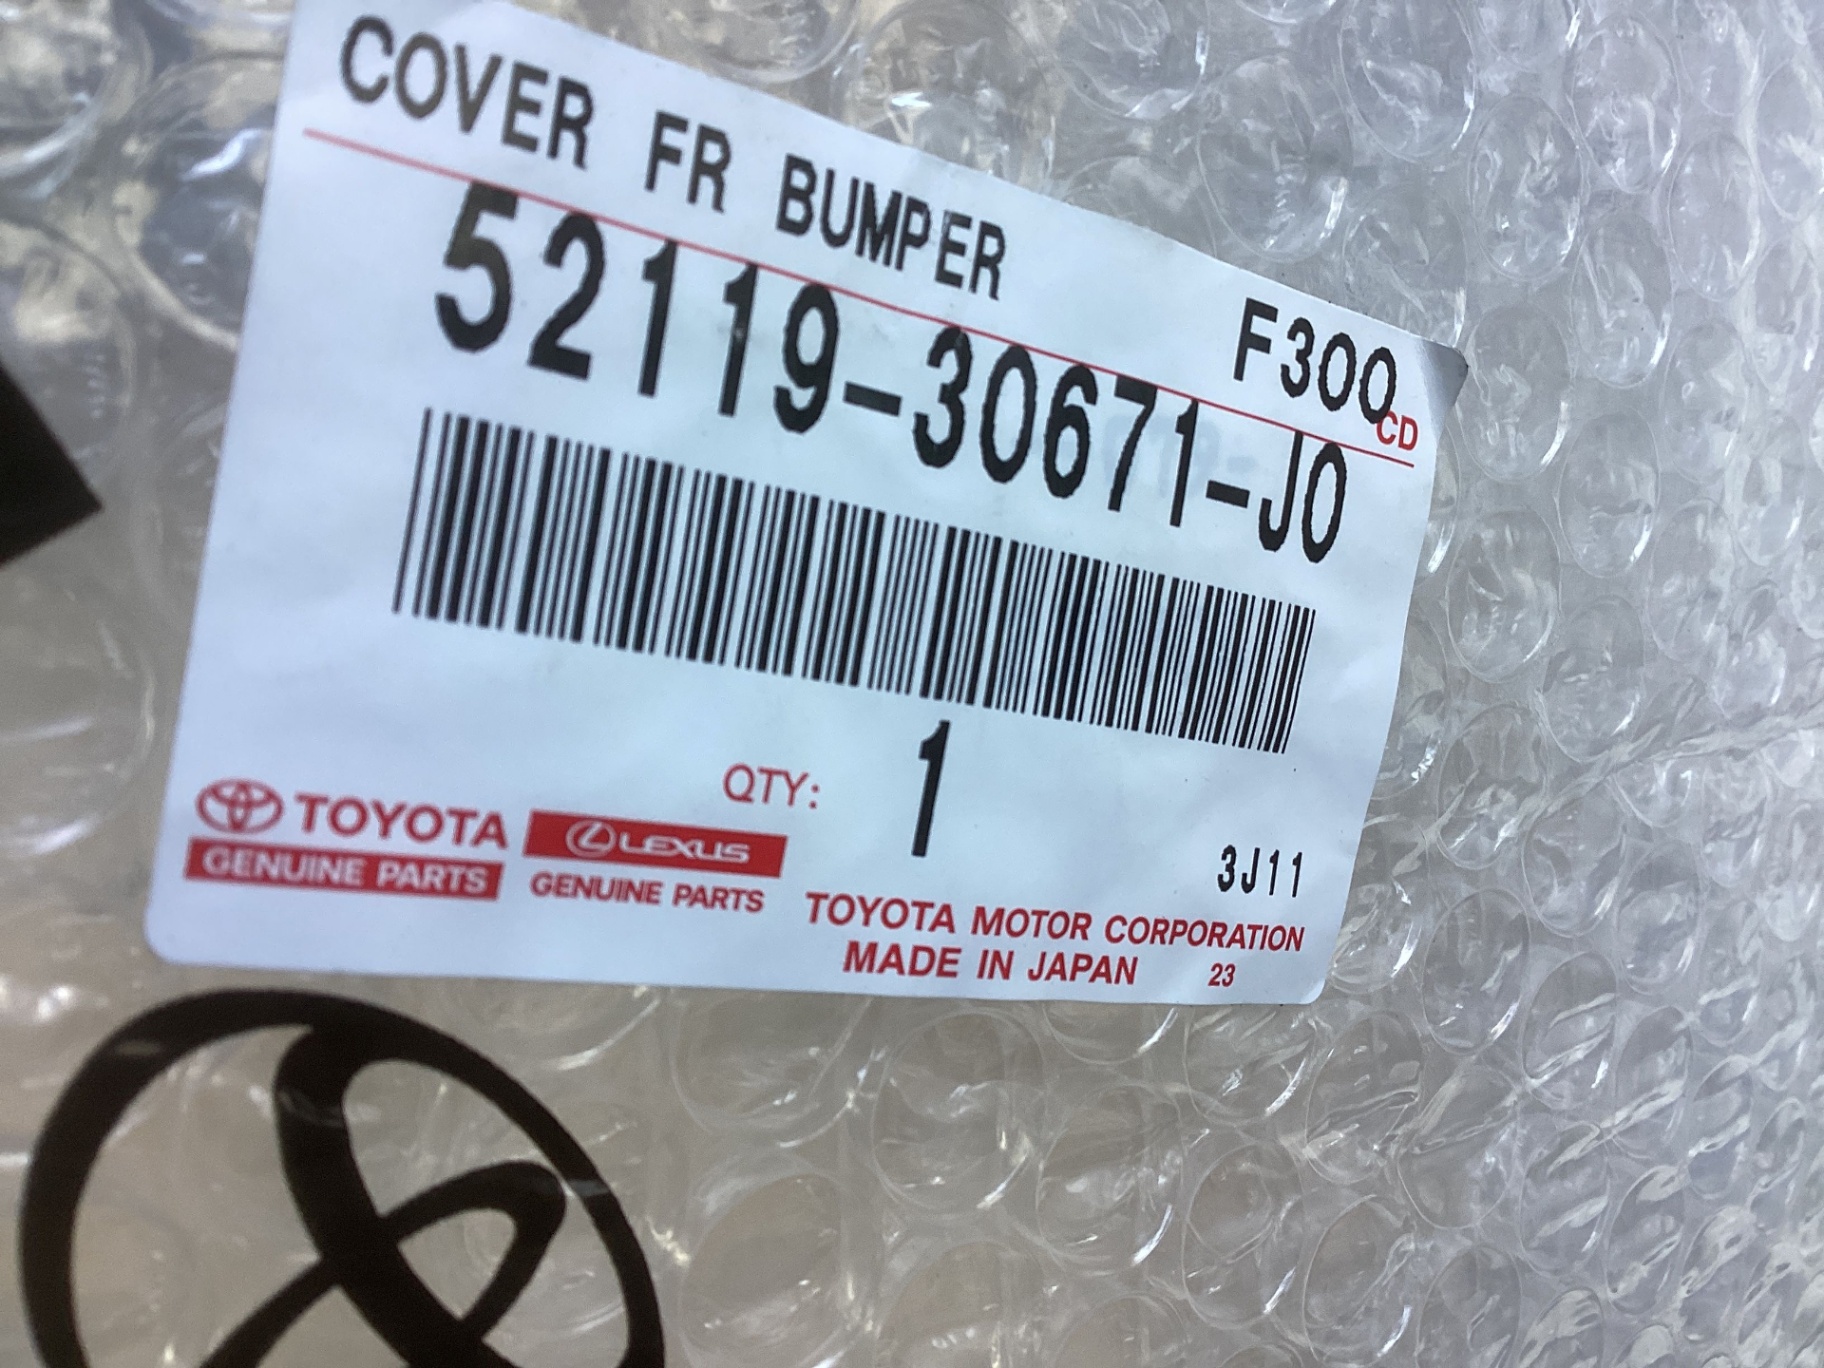 COVER FR BUMPER
F300
CD
52119-30671-J0
QTY: 1
3J11
TOYOTA
GENUINE PARTS
LEXUS
GENUINE PARTS
TOYOTA MOTOR CORPORATION
MADE IN JAPAN 23